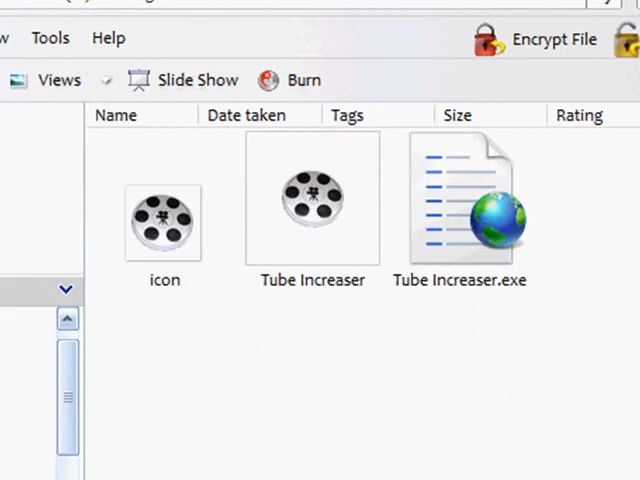 w Tools Help Encrypt File
Views Slide Show Burn
Name Date taken Tags Size Rating
icon Tube Increaser Tube Increaser.exe